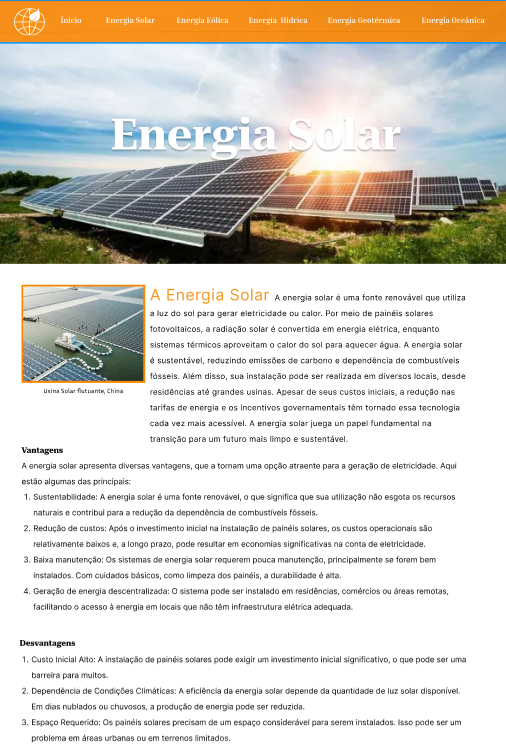 Ínicio Energia Solar Energia Eólica Energia Hídrica Energia Geotérmica Energia Oceânica
Energia Solar
A Energia Solar A energia solar é uma fonte renovável que utiliza
a luz do sol para gerar eletricidade ou calor. Por meio de painéis solares
fotovoltaicos, a radiação solar é convertida em energia elétrica, enquanto
sistemas térmicos aproveitam o calor do sol para aquecer água. A energia solar
é sustentável, reduzindo emissões de carbono e dependência de combustíveis
fósseis. Além disso, sua instalação pode ser realizada em diversos locais, desde
residências até grandes usinas. Apesar de seus custos iniciais, a redução nas
tarifas de energia e os incentivos governamentais têm tornado essa tecnologia
cada vez mais acessível. A energia solar juega un papel fundamental na
transição para um futuro mais limpo e sustentável.
Usina Solar flutuante, China
Vantagens
A energia solar apresenta diversas vantagens, que a tornam uma opção atraente para a geração de eletricidade. Aqui
estão algumas das principais:
1. Sustentabilidade: A energia solar é uma fonte renovável, o que significa que sua utilização não esgota os recursos
naturais e contribui para a redução da dependência de combustíveis fósseis.
2. Redução de custos: Após o investimento inicial na instalação de painéis solares, os custos operacionais são
relativamente baixos e, a longo prazo, pode resultar em economias significativas na conta de eletricidade.
3. Baixa manutenção: Os sistemas de energia solar requerem pouca manutenção, principalmente se forem bem
instalados. Com cuidados básicos, como limpeza dos painéis, a durabilidade é alta.
4. Geração de energia descentralizada: O sistema pode ser instalado em residências, comércios ou áreas remotas,
facilitando o acesso à energia em locais que não têm infraestrutura elétrica adequada.
Desvantagens
1. Custo Inicial Alto: A instalação de painéis solares pode exigir um investimento inicial significativo, o que pode ser uma
barreira para muitos.
2. Dependência de Condições Climáticas: A eficiência da energia solar depende da quantidade de luz solar disponível.
Em dias nublados ou chuvosos, a produção de energia pode ser reduzida.
3. Espaço Requerido: Os painéis solares precisam de um espaço considerável para serem instalados. Isso pode ser um
problema em áreas urbanas ou em terrenos limitados.